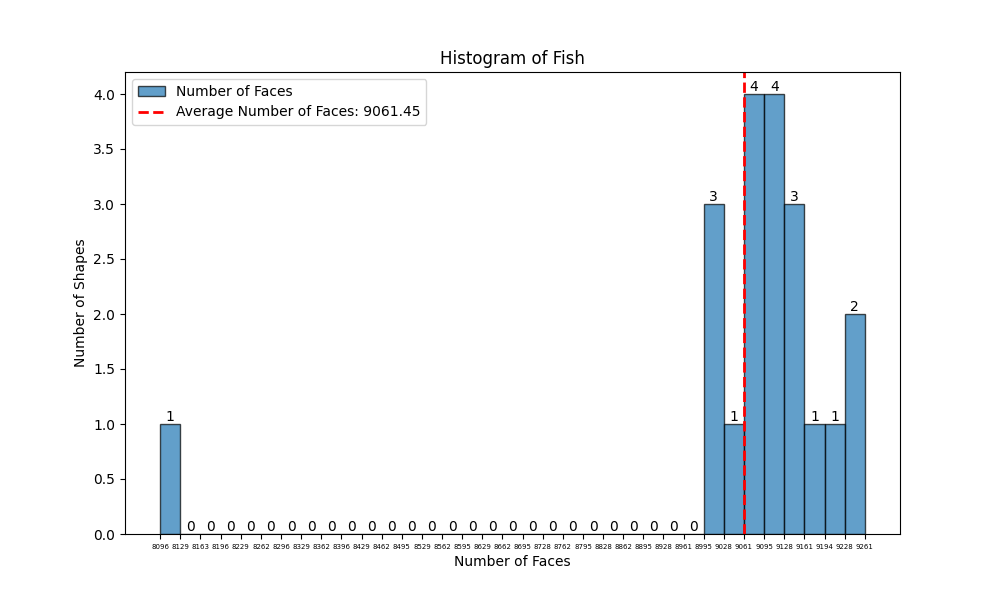 Histogram of Fish
Number of Faces
Average Number of Faces: 9061.45
Number of Shapes
4.0
3.5
3.0
2.5
2.0
1.5
1.0
0.5
0.0
1 0 0 0 0 0 0 0 0 0 0 0 0 0 0 0 0 0 0 0 0 0 0 0 0 0 0 3 1 4 4 3 1 1 2
8096 8129 8163 8196 8229 8262 8296 8329 8362 8396 8429 8462 8495 8529 8562 8595 8629 8662 8695 8728 8762 8795 8828 8862 8895 8928 8961 8995 9028 9061 9095 9128 9161 9194 9228 9261
Number of Faces